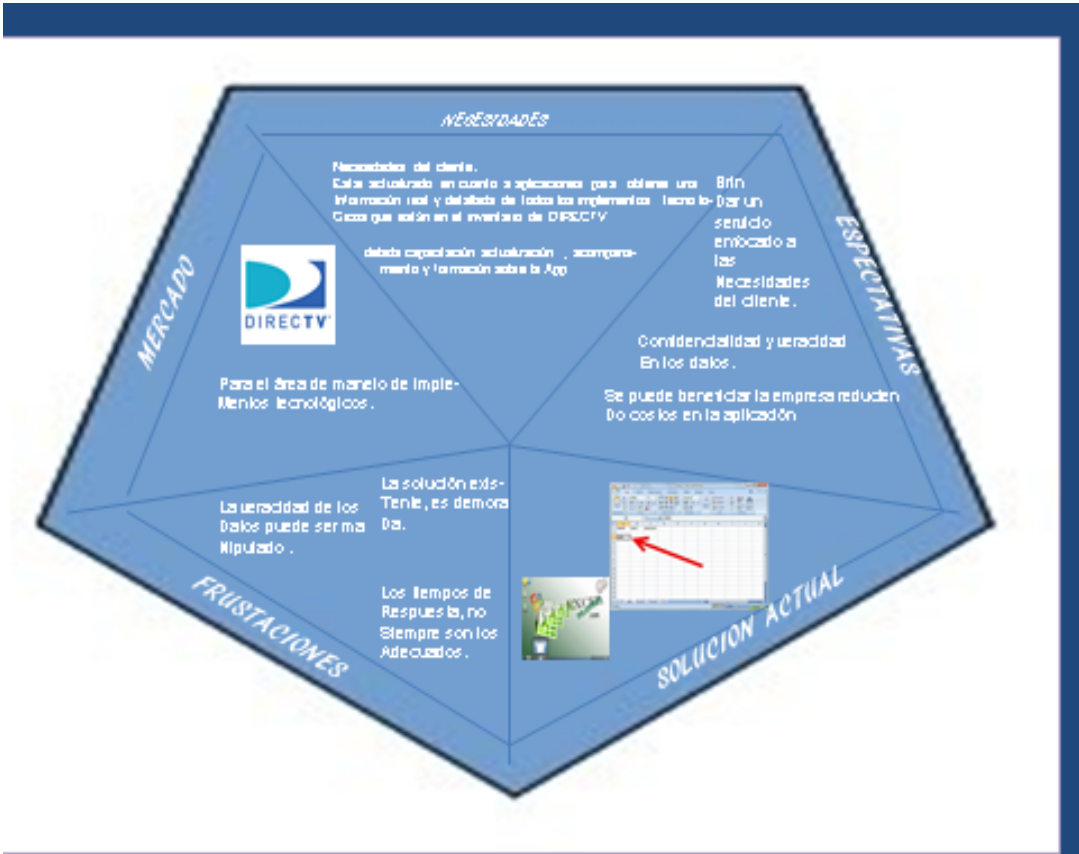 NESESIDADES
Necesidades del cliente.
Estar actualizado en cuanto a aplicaciones para obtener una
Información real y detallada de todos los implementos tecnolo-
Gicos que están en el inventario de DIRECTV
debida capacitación actualización , acompaña-
miento y formación sobre la App
Brin
Dar un
servicio
enfocado a
las
Necesidades
del cliente.
ESPECTATIVAS
Confidencialidad y veracidad
En los datos.
Se puede beneficiar la empresa reducien
Do costos en la aplicación
MERCADO
DIRECTV
Para el área de manejo de imple-
Mentos tecnológicos.
La veracidad de los
Datos puede ser ma
Nipulado .
La solución exis-
Tente, es demora
Da.
Los tiempos de
Respuesta, no
Siempre son los
Adecuados.
FRUSTACIONES
SOLUCION ACTUAL